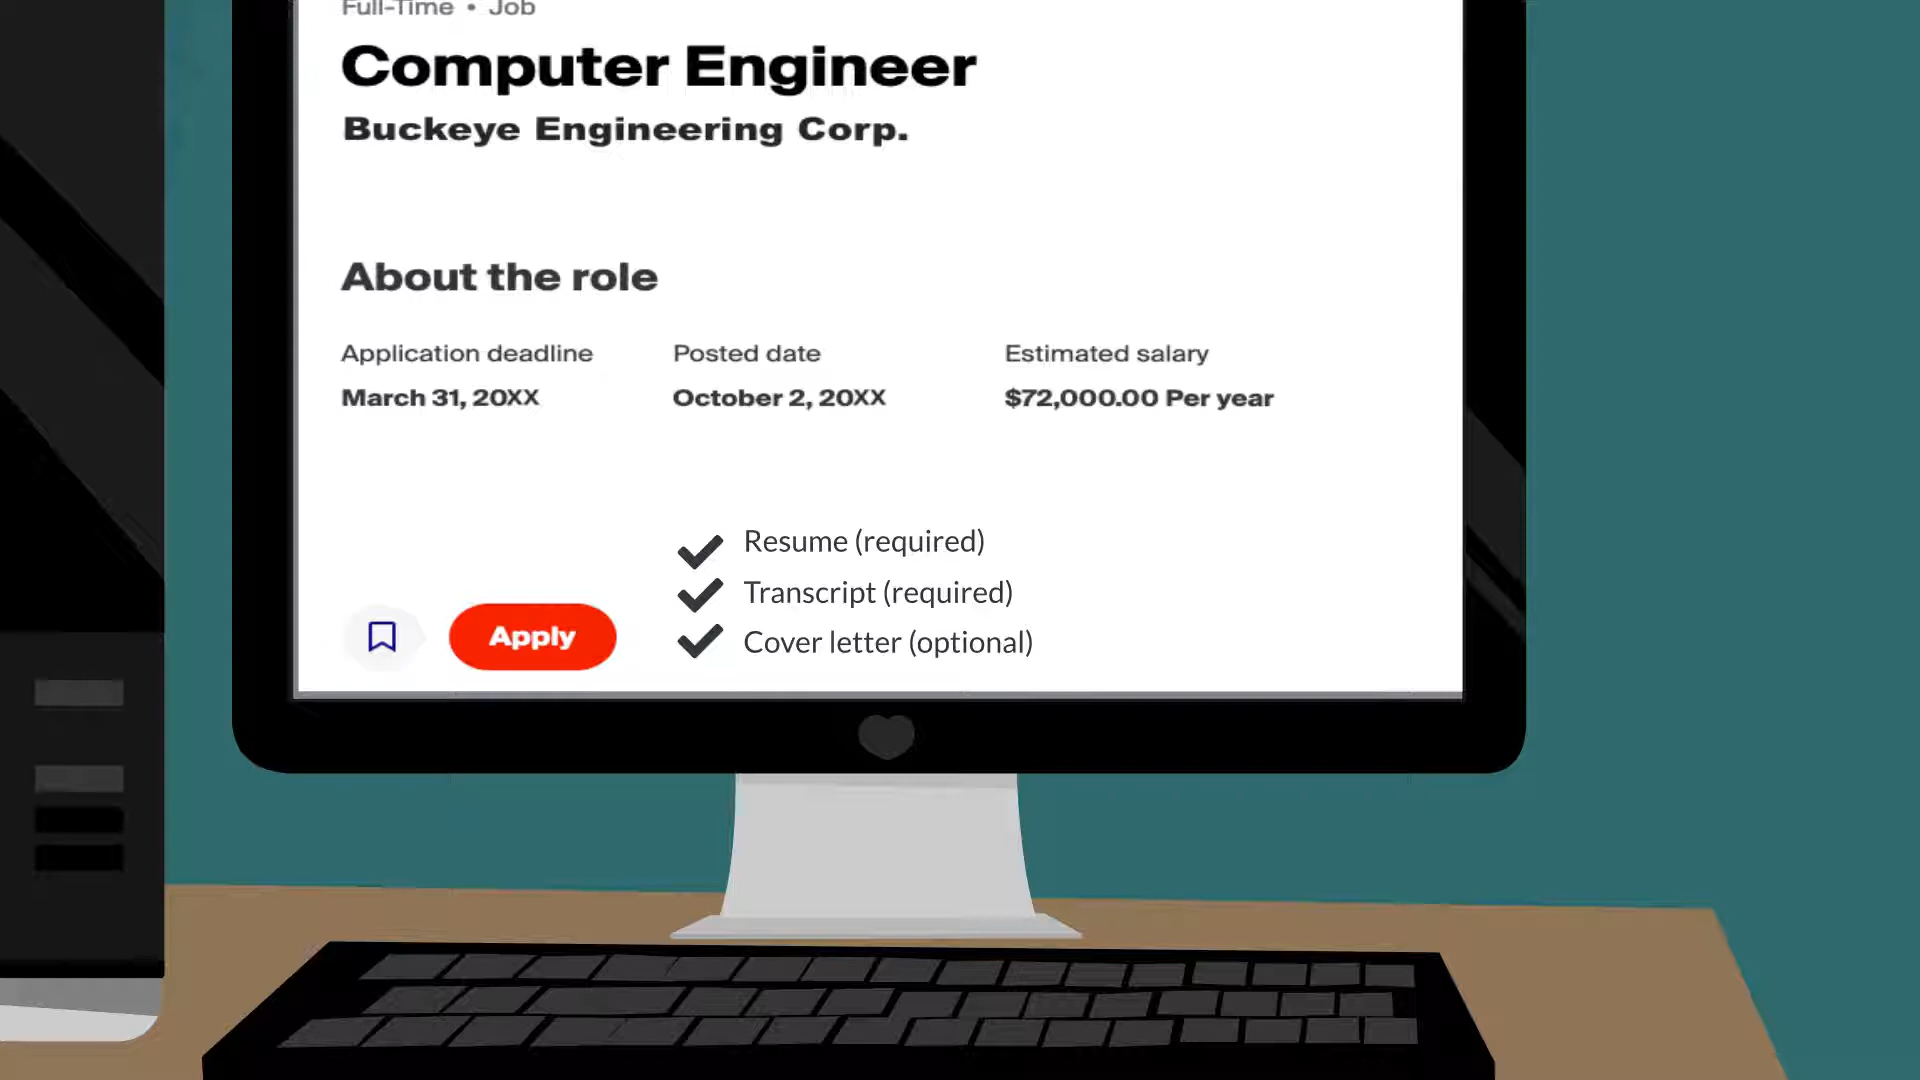 Full-Time • Job
Computer Engineer
Buckeye Engineering Corp.
About the role
Application deadline Posted date Estimated salary
March 31, 20XX October 2, 20XX $72,000.00 Per year
Resume (required)
Transcript (required)
Apply
Cover letter (optional)